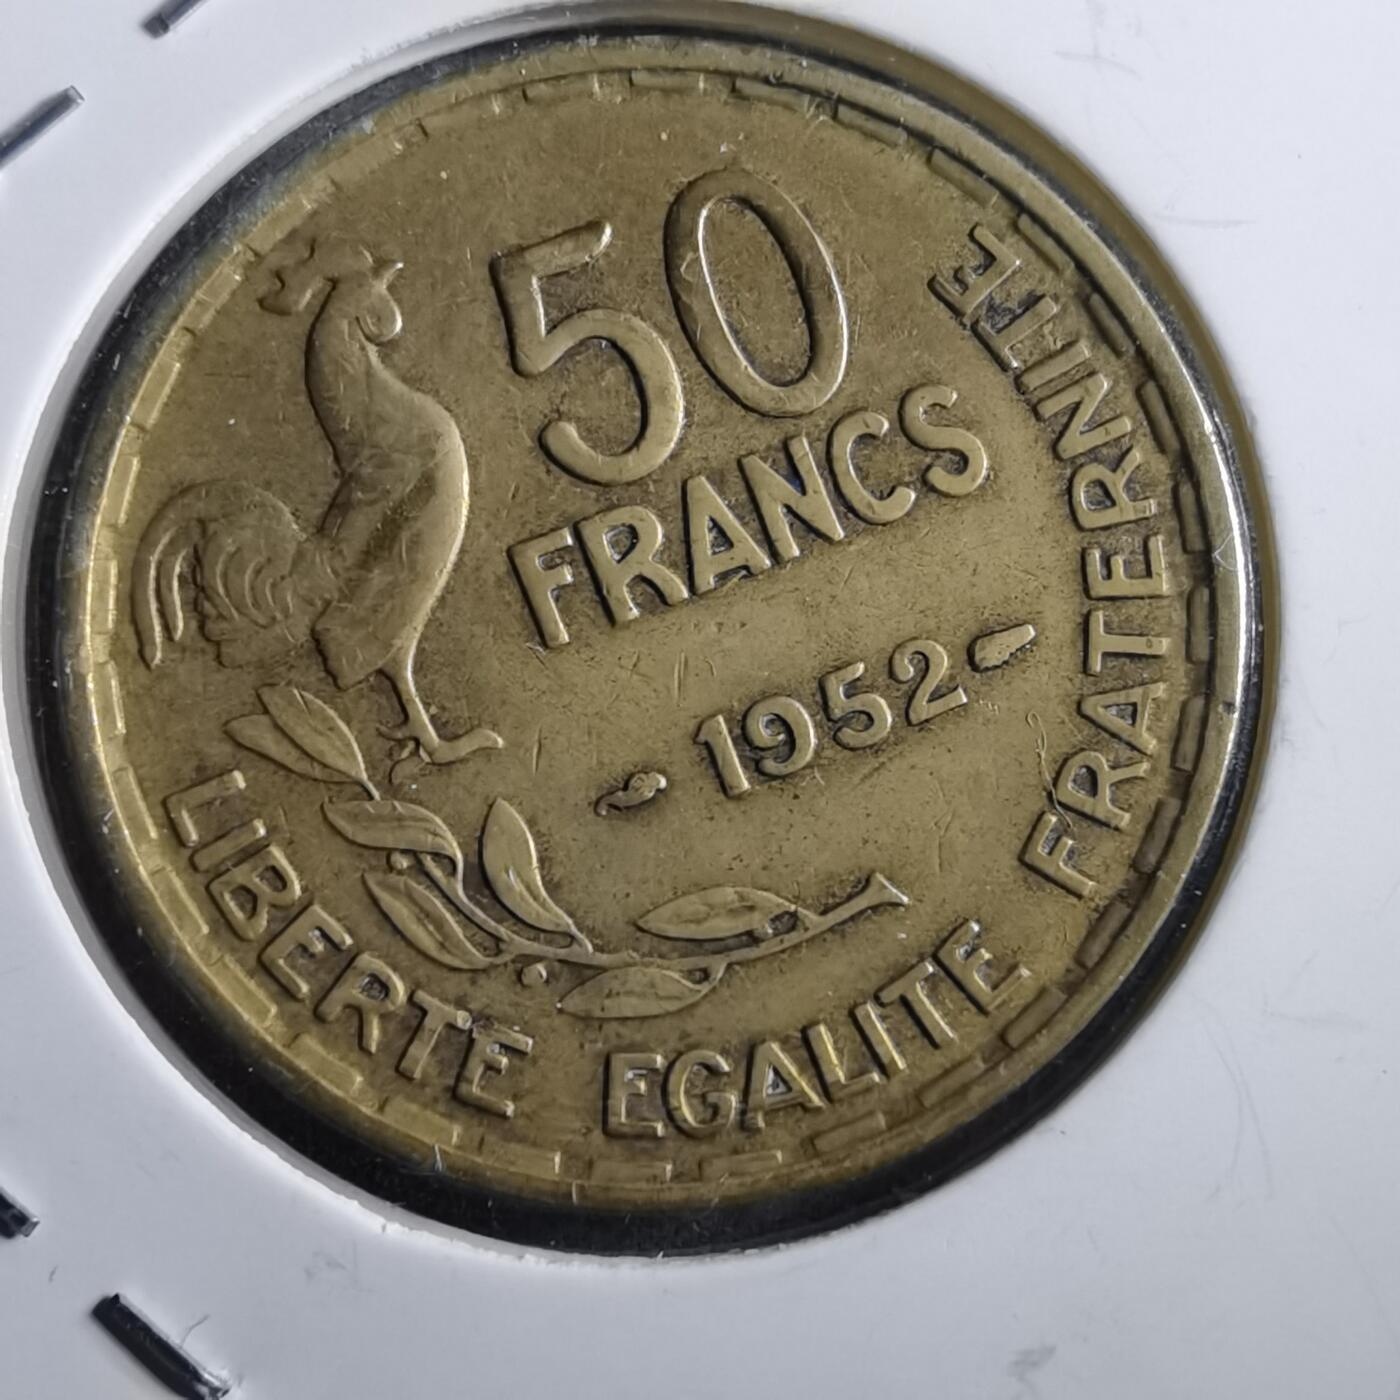 50
FRANCS
1952
LIBERTE EGALITE FRATERNITE